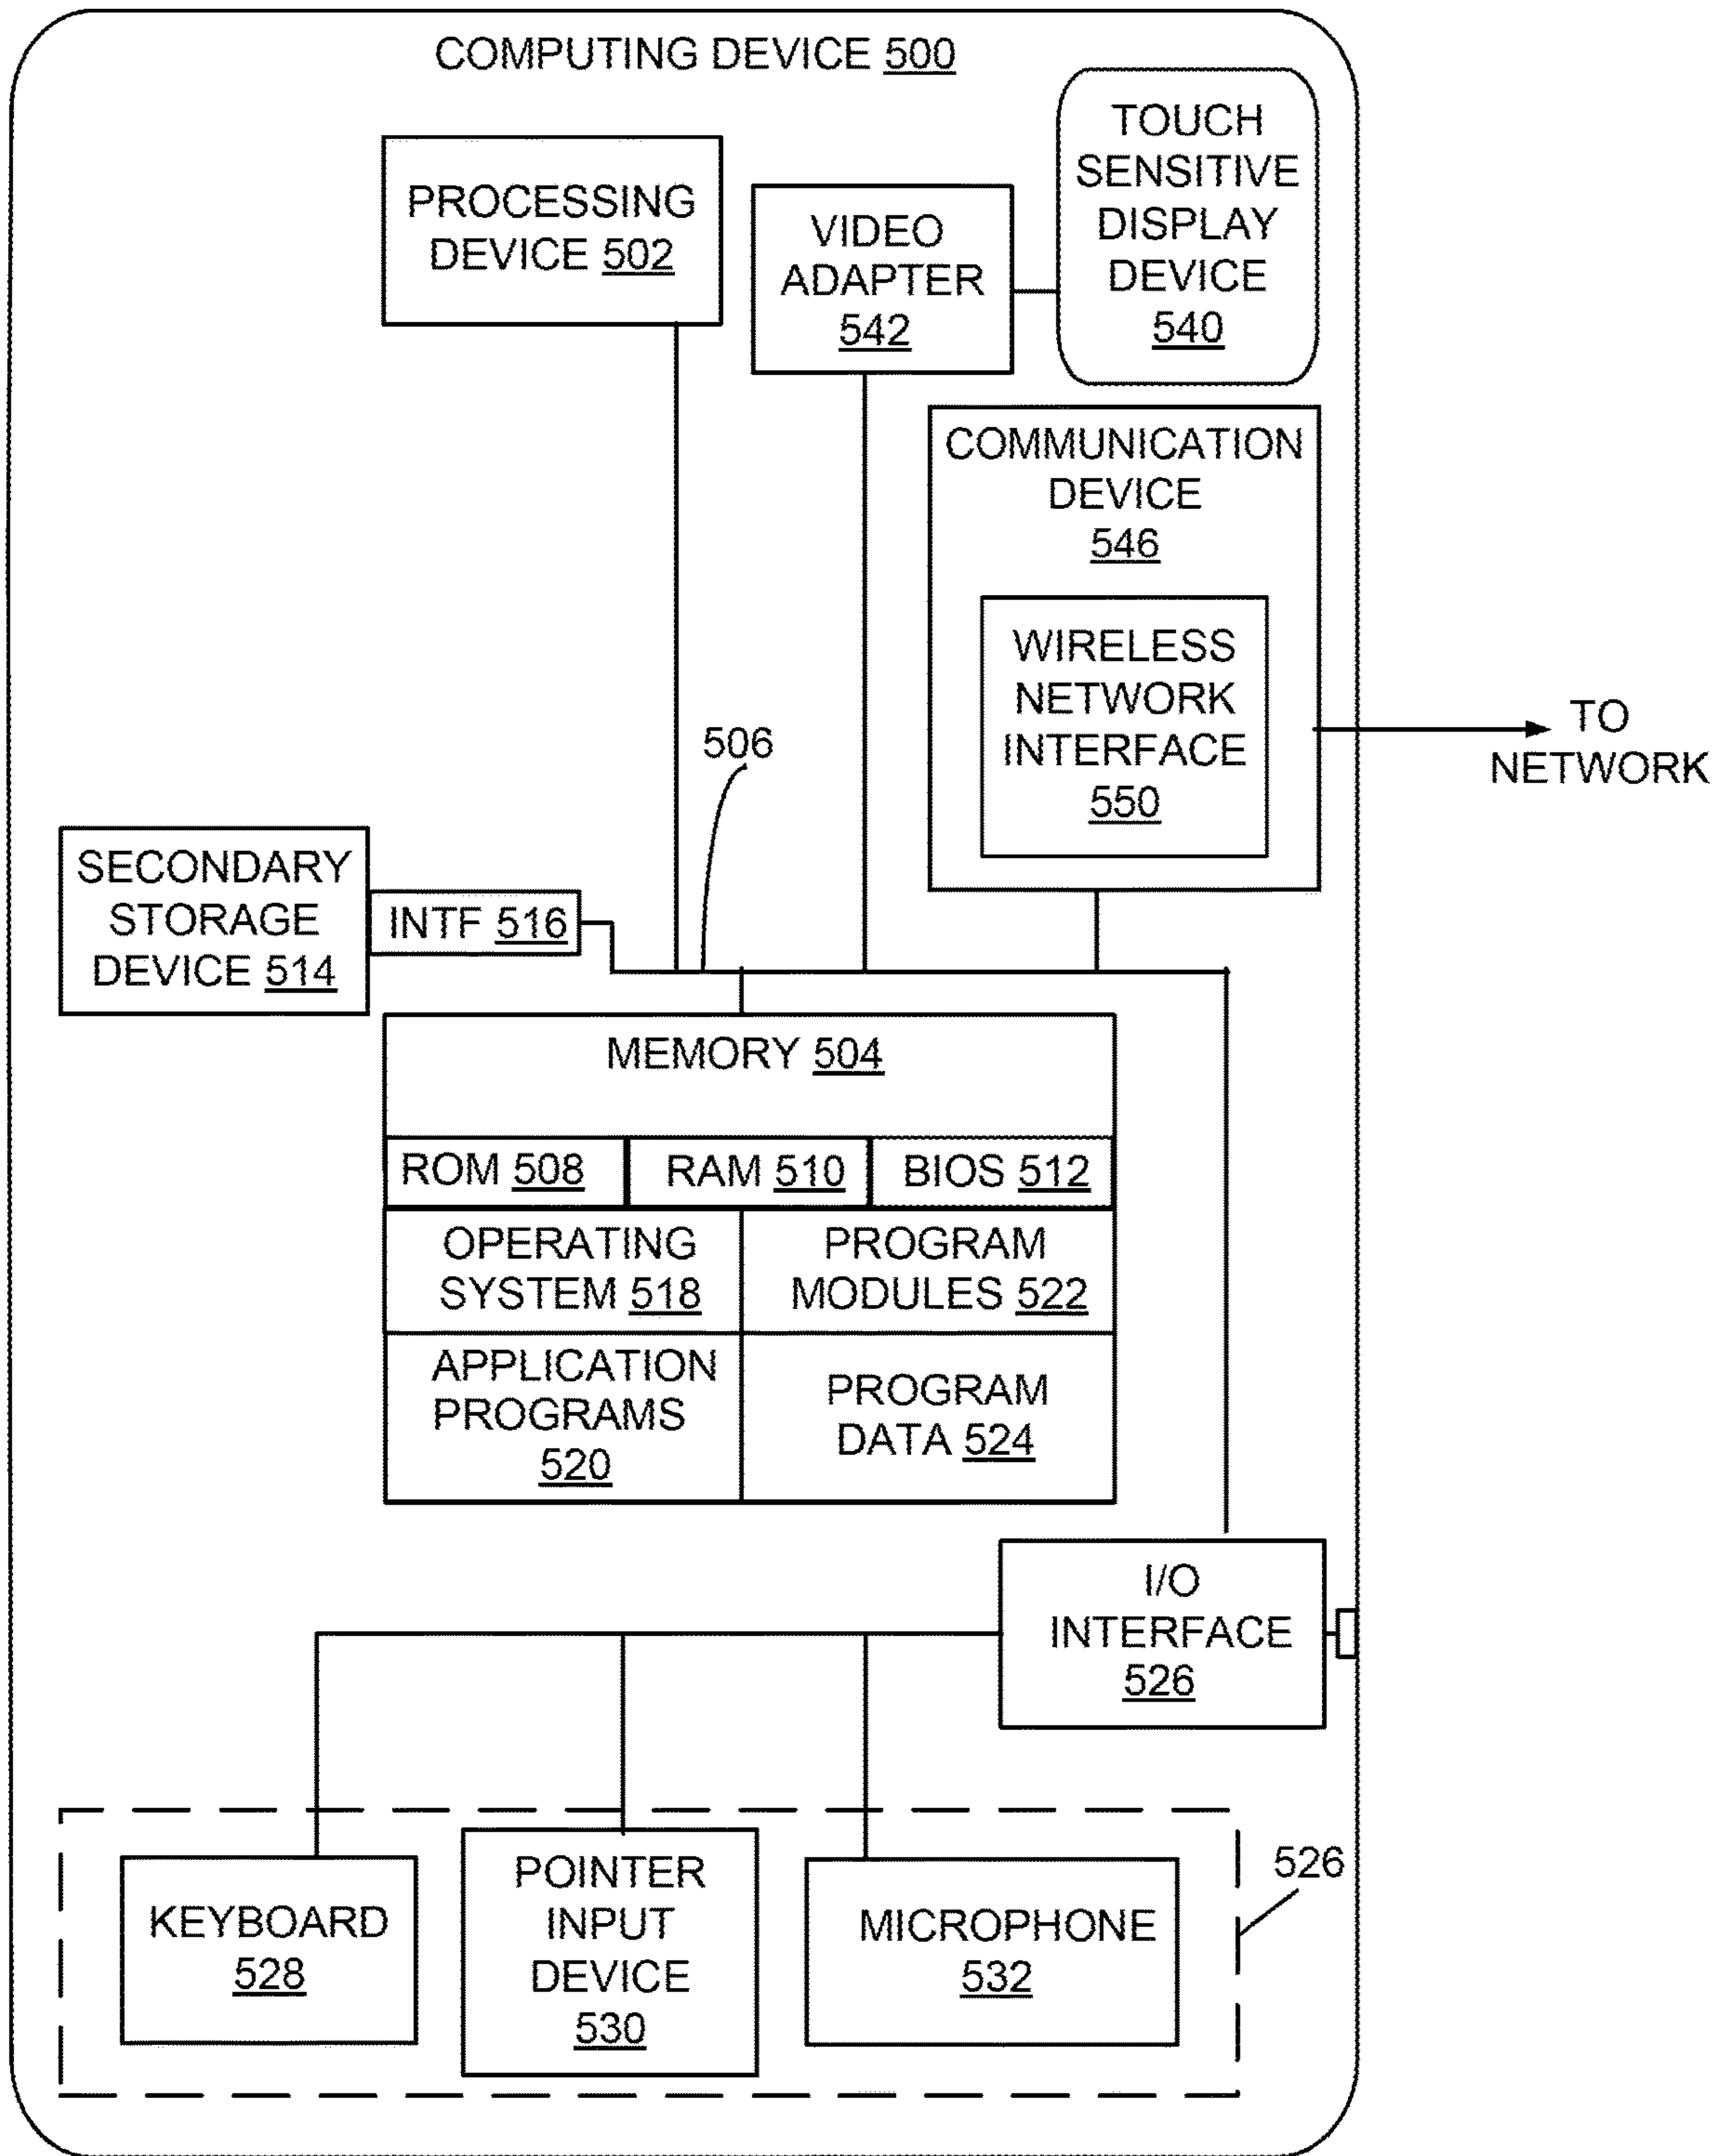 COMPUTING DEVICE 500
PROCESSING
DEVICE 502
VIDEO
ADAPTER
542
TOUCH
SENSITIVE
DISPLAY
DEVICE
540
COMMUNICATION
DEVICE
546
WIRELESS
NETWORK
INTERFACE
550
TO
NETWORK
506
SECONDARY
STORAGE
DEVICE 514
INTF 516
MEMORY 504
ROM 508
RAM 510
BIOS 512
OPERATING
SYSTEM 518
PROGRAM
MODULES 522
APPLICATION
PROGRAMS
520
PROGRAM
DATA 524
I/O
INTERFACE
526
KEYBOARD
528
POINTER
INPUT
DEVICE
530
MICROPHONE
532
526